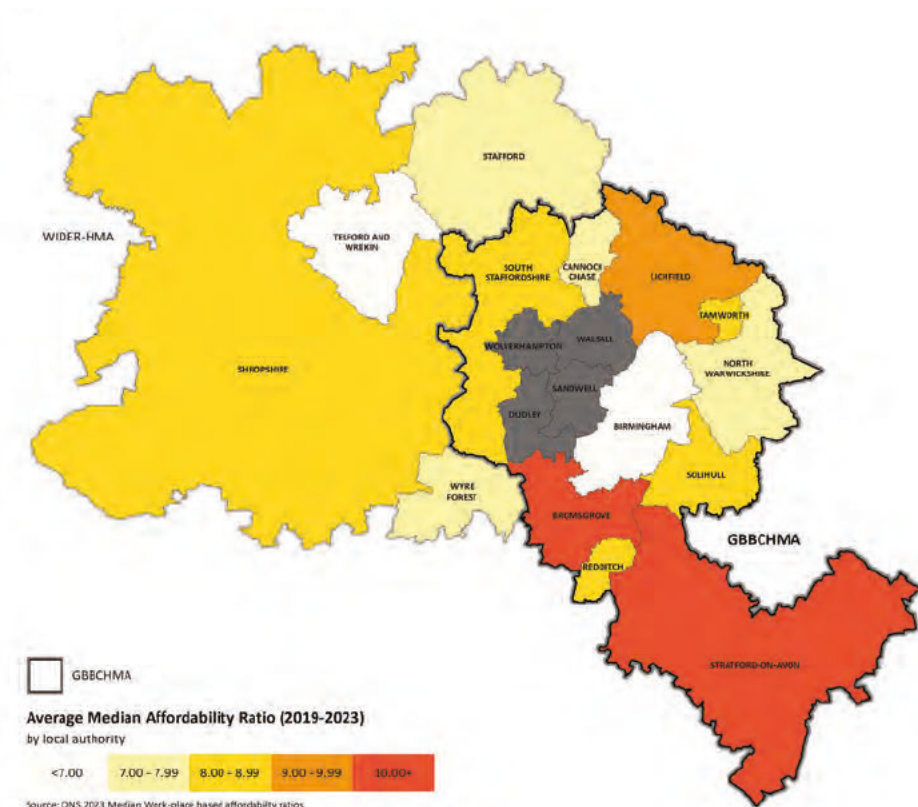 STAFFORD
WIDER-HMA
TELFORD AND
WREKIN
SOUTH
STAFFORDSHIRE
CANNOCK
CHASE
LICHFIELD
TAMWORTH
WOLVERHAMPTON
WALSALL
NORTH
WARWICKSHIRE
SHROPSHIRE
SANDWELL
DUDLEY
BIRMINGHAM
SOLIHULL
WYRE
FOREST
BROMSGROVE
GBBCHMA
REDDITCH
STRATFORD-ON-AVON
GBBCHMA
Average Median Affordability Ratio (2019-2023)
by local authority
<7.00 7.00 - 7.99 8.00 - 8.99 9.00 - 9.99 10.00+
Source: ONS 2023 Median Work-place based affordability ratios